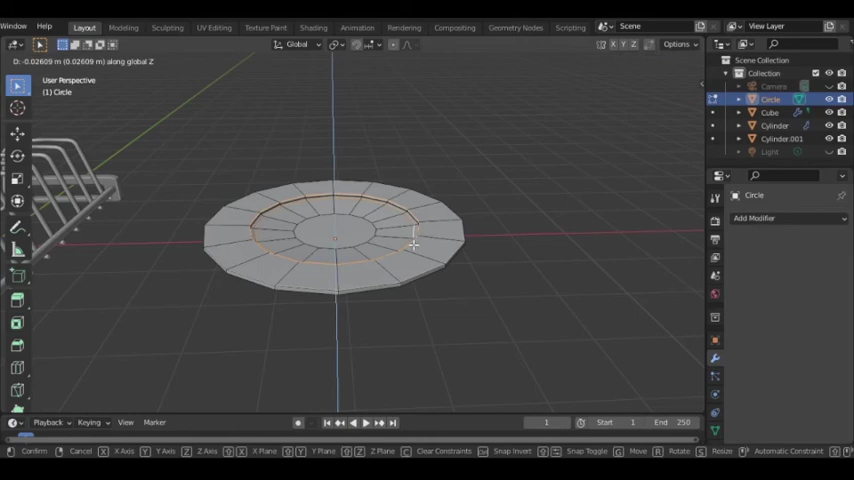 Window Help
Layout Modeling Sculpting UV Editing Texture Paint Shading Animation Rendering Compositing Geometry Nodes Scripting
Scene
View Layer
Global
X Y Z
Options
D: -0.02609 m (0.02609 m) along global Z
User Perspective
(1) Circle
Scene Collection
Collection
Camera
Circle
Cube
Cylinder
Cylinder.001
Light
Circle
Add Modifier
Playback Keying View Marker
1
Start 1
End 250
Confirm Cancel X X Axis Y Y Axis Z Z Axis X X Plane Y Y Plane Z Z Plane C Clear Constraints Snap Invert Snap Toggle G Move R Rotate S Resize Automatic Constraint